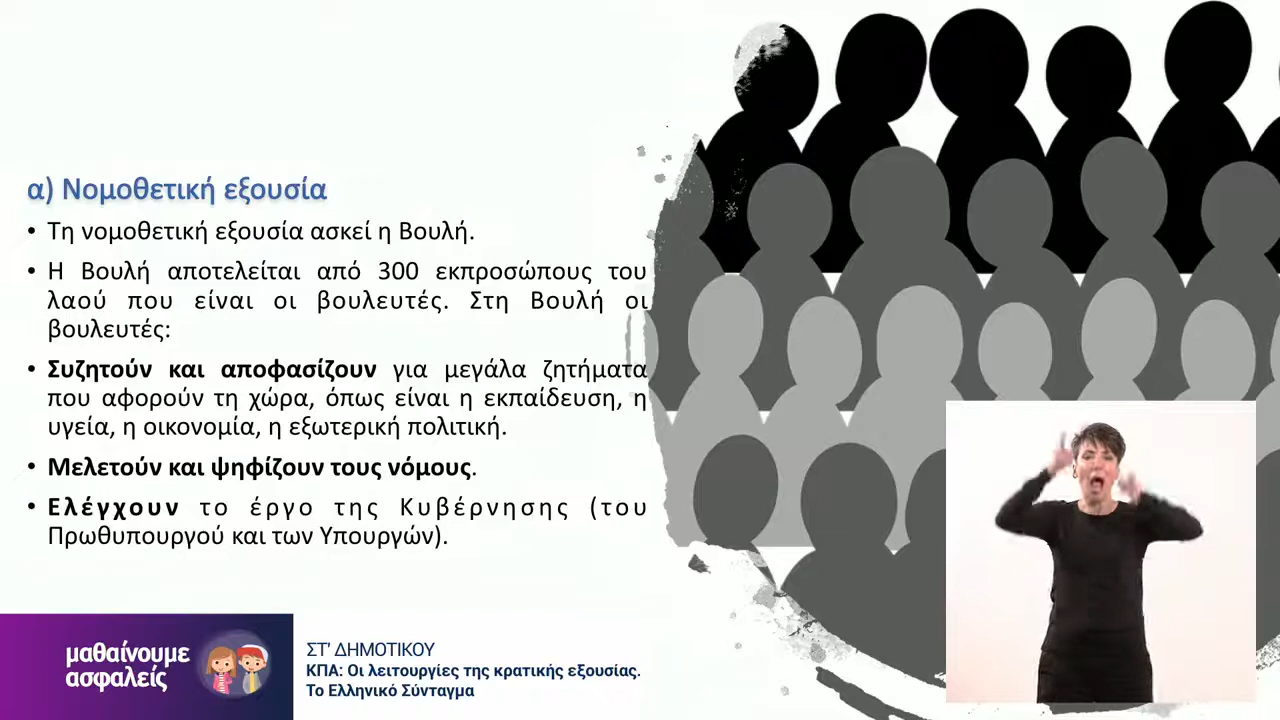 α) Νομοθετική εξουσία
• Τη νομοθετική εξουσία ασκεί η Βουλή.
• Η Βουλή αποτελείται από 300 εκπροσώπους του
λαού που είναι οι βουλευτές. Στη Βουλή οι
βουλευτές:
• Συζητούν και αποφασίζουν για μεγάλα ζητήματα
που αφορούν τη χώρα, όπως είναι η εκπαίδευση, η
υγεία, η οικονομία, η εξωτερική πολιτική.
• Μελετούν και ψηφίζουν τους νόμους.
• Ελέγχουν το έργο της Κυβέρνησης (του
Πρωθυπουργού και των Υπουργών).
μαθαίνουμε
ασφαλείς
ΣΤ' ΔΗΜΟΤΙΚΟΥ
ΚΠΑ: Οι λειτουργίες της κρατικής εξουσίας.
Το Ελληνικό Σύνταγμα